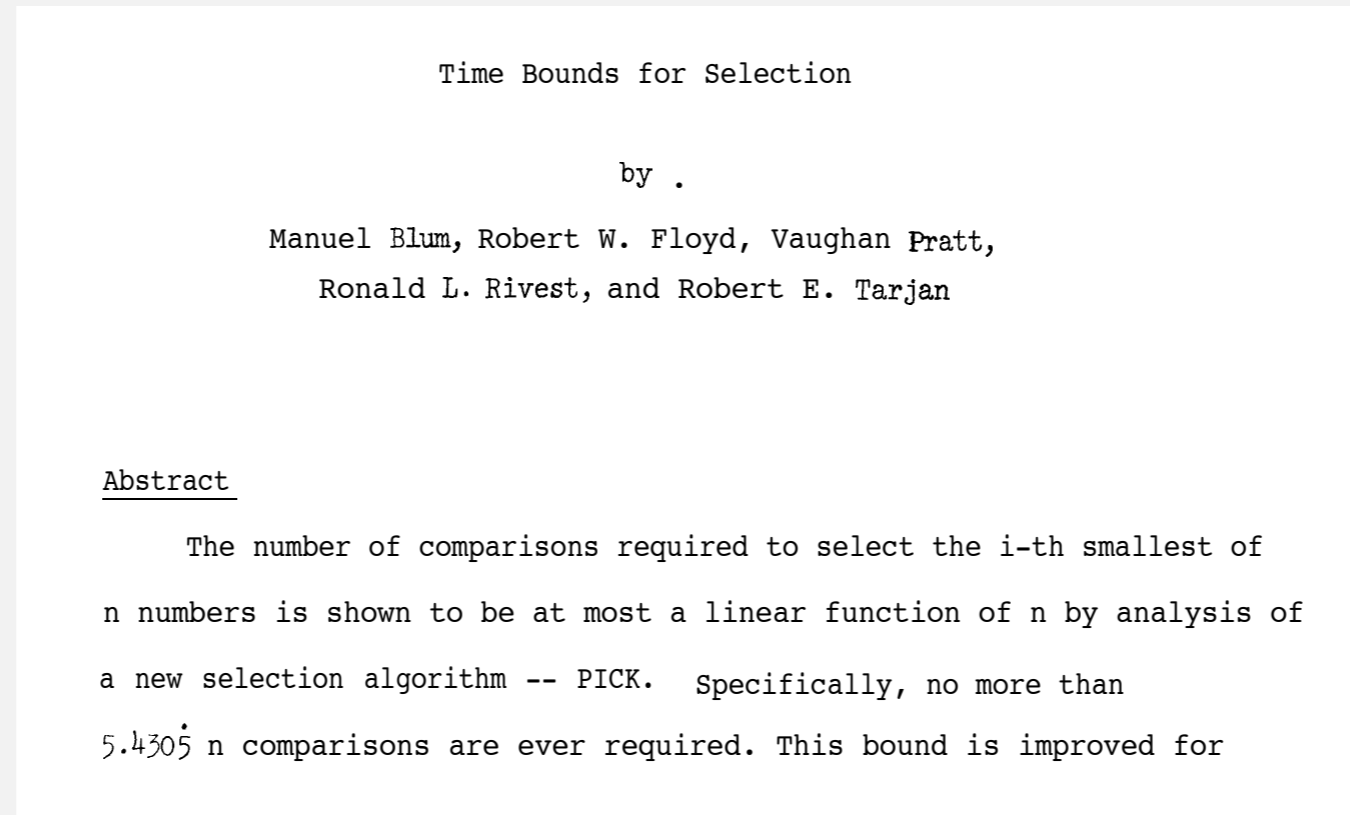 Time Bounds for Selection
by .
Manuel Blum, Robert W. Floyd, Vaughan Pratt,
Ronald L. Rivest, and Robert E. Tarjan
Abstract
The number of comparisons required to select the i-th smallest of
n numbers is shown to be at most a linear function of n by analysis of
a new selection algorithm -- PICK. Specifically, no more than
5.4305̇ n comparisons are ever required. This bound is improved for